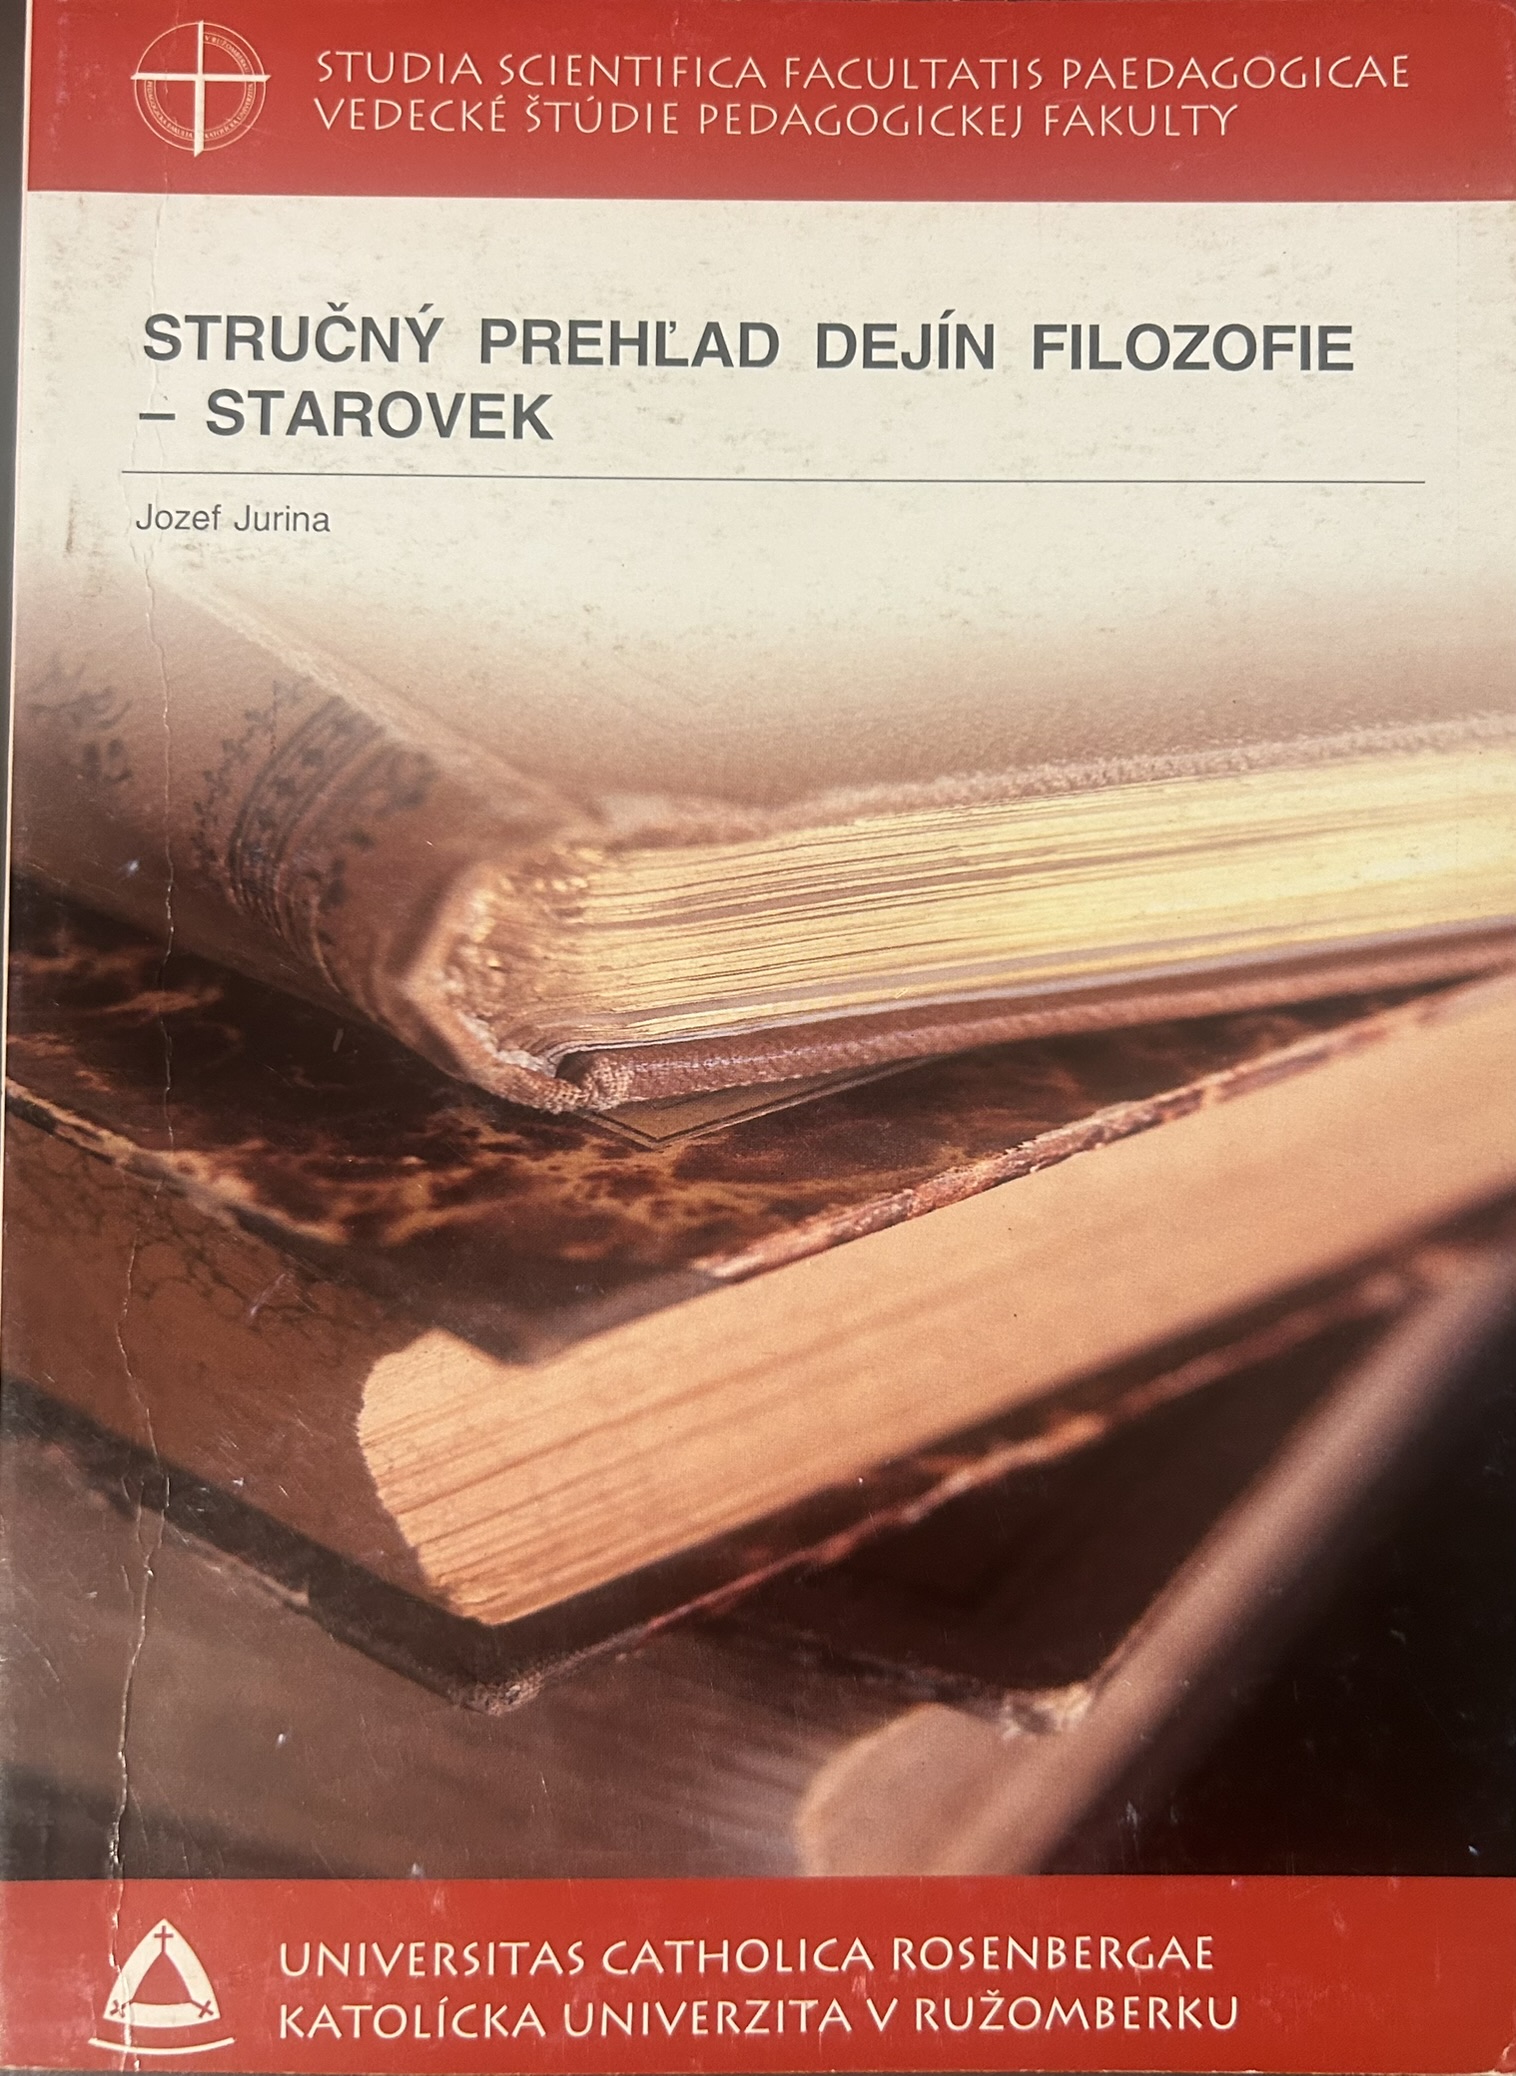 STUDIA SCIENTIFICA FACULTATIS PAEDAGOGICAE
VEDECKÉ ŠTÚDIE PEDAGOGICKEJ FAKULTY
STRUČNÝ PREHĽAD DEJÍN FILOZOFIE
– STAROVEK
Jozef Jurina
UNIVERSITAS CATHOLICA ROSENBERGAE
KATOLÍCKA UNIVERZITA V RUŽOMBERKU